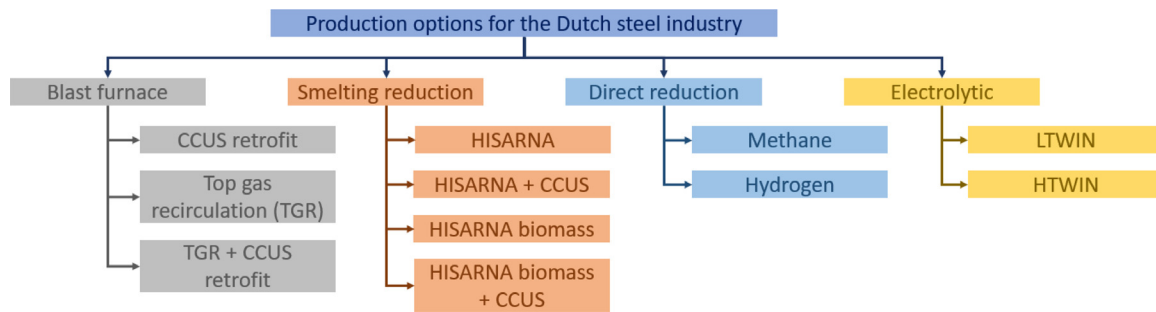 Production options for the Dutch steel industry
Blast furnace
CCUS retrofit
Top gas
recirculation (TGR)
TGR + CCUS
retrofit
Smelting reduction
HISARNA
HISARNA + CCUS
HISARNA biomass
HISARNA biomass
+ CCUS
Direct reduction
Methane
Hydrogen
Electrolytic
LTWIN
HTWIN